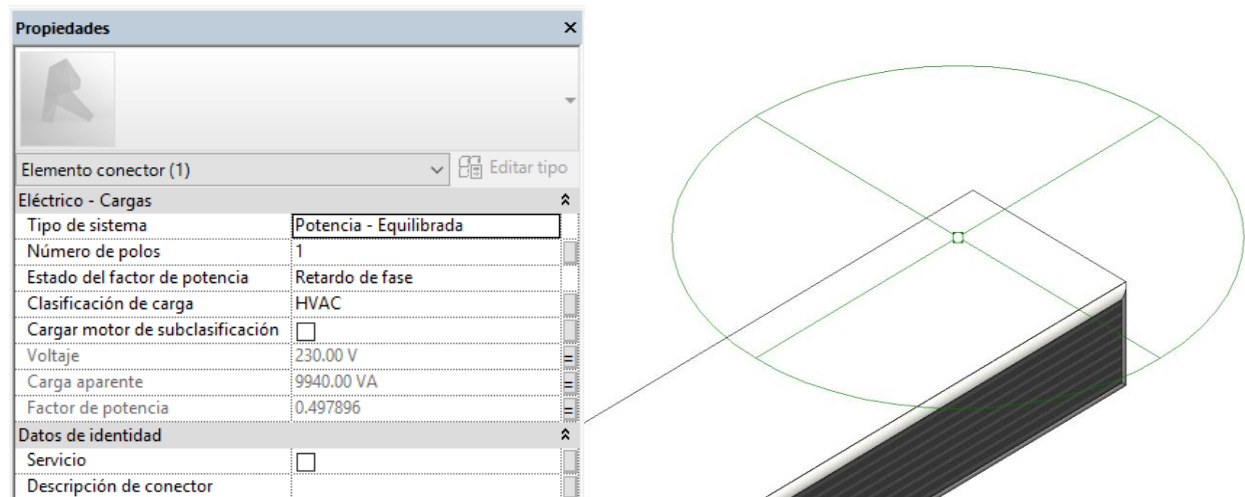 Propiedades
Elemento conector (1) Editar tipo
Eléctrico - Cargas
Tipo de sistema Potencia - Equilibrada
Número de polos 1
Estado del factor de potencia Retardo de fase
Clasificación de carga HVAC
Cargar motor de subclasificación
Voltaje 230.00 V =
Carga aparente 9940.00 VA =
Factor de potencia 0.497896 =
Datos de identidad
Servicio
Descripción de conector